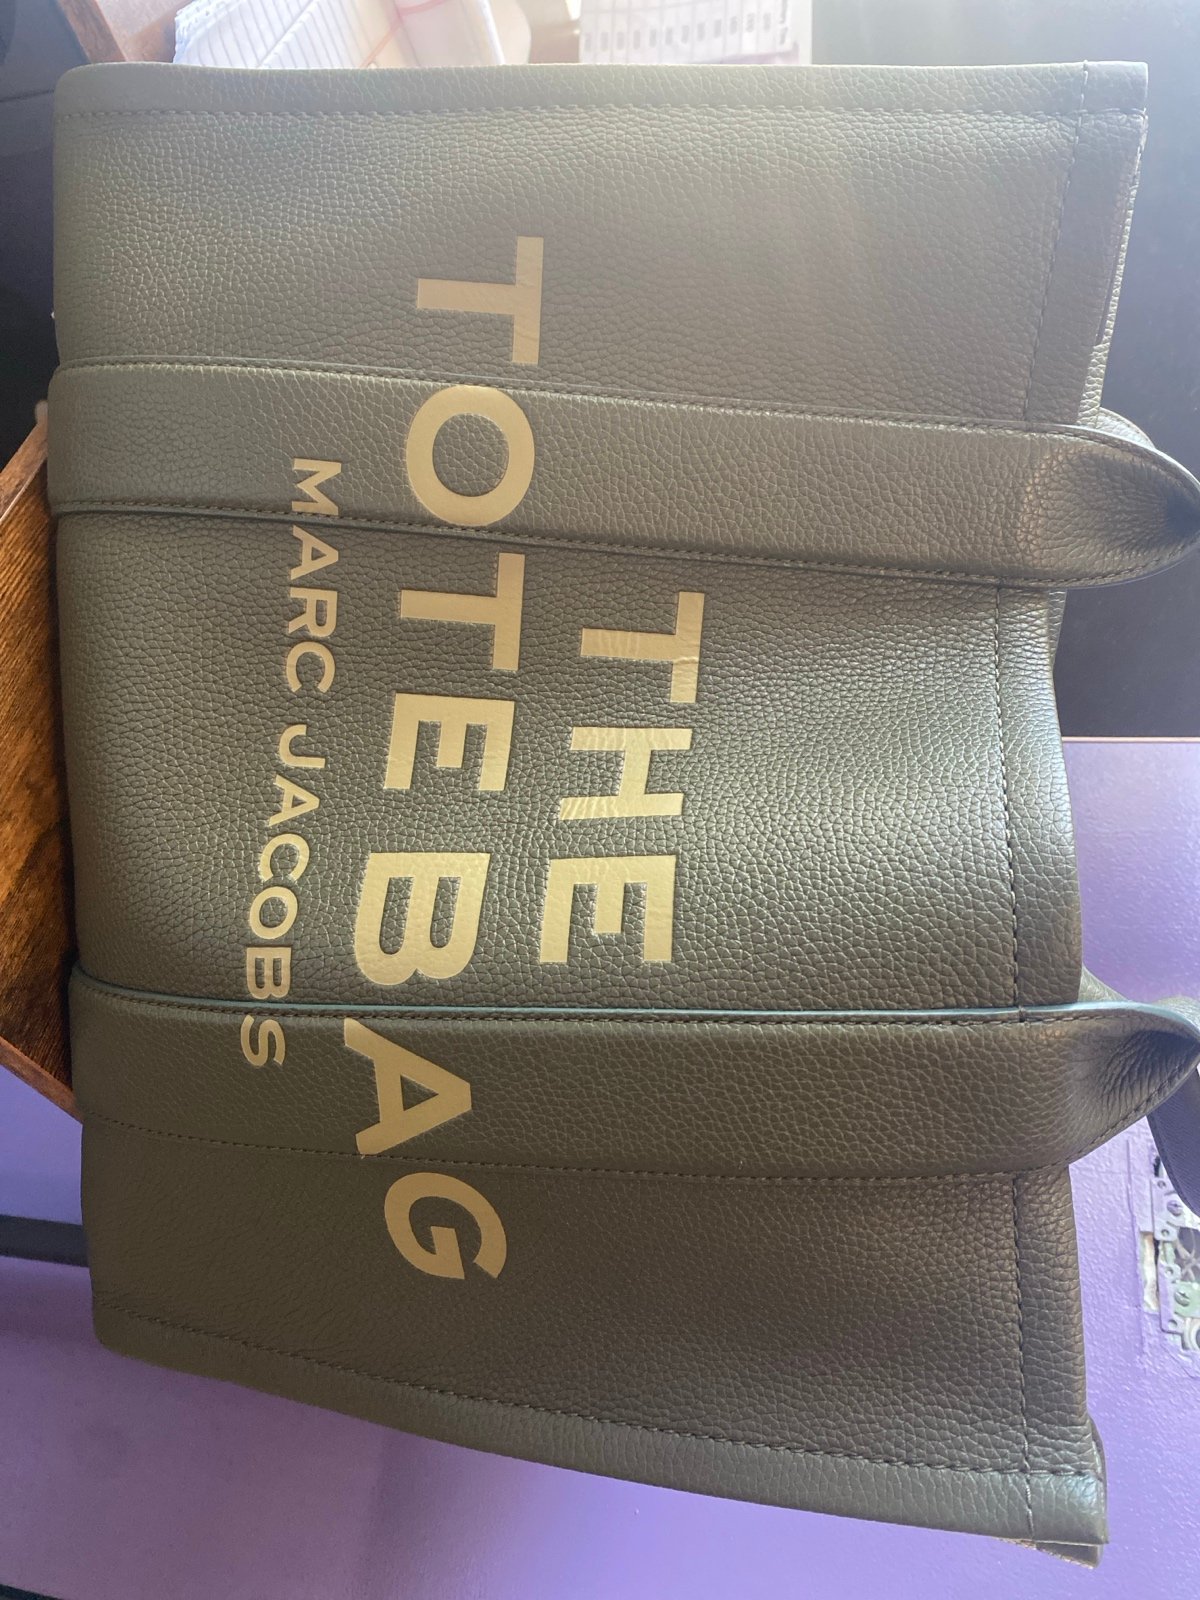 THE
TOTE BAG
MARC JACOBS